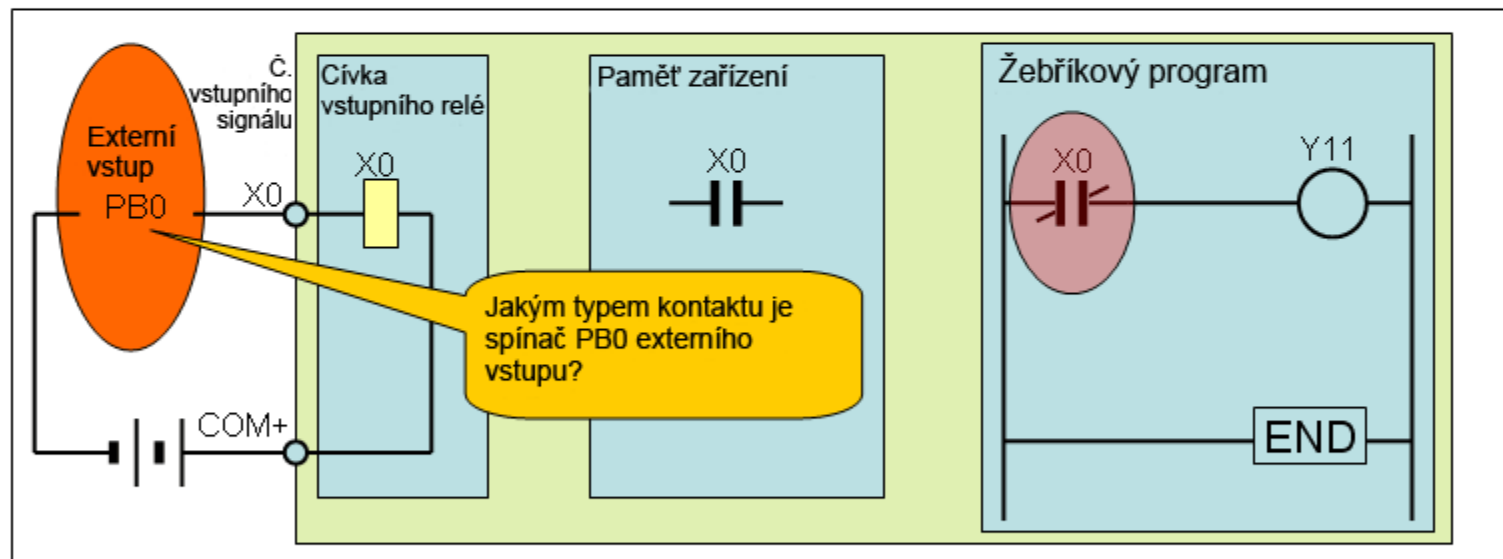 Externí
vstup
PB0
Č.
vstupního
signálu
X0
COM+
Cívka
vstupního relé
X0
Paměť zařízení
X0
Jakým typem kontaktu je
spínač PB0 externího
vstupu?
Žebříkový program
X0
Y11
END